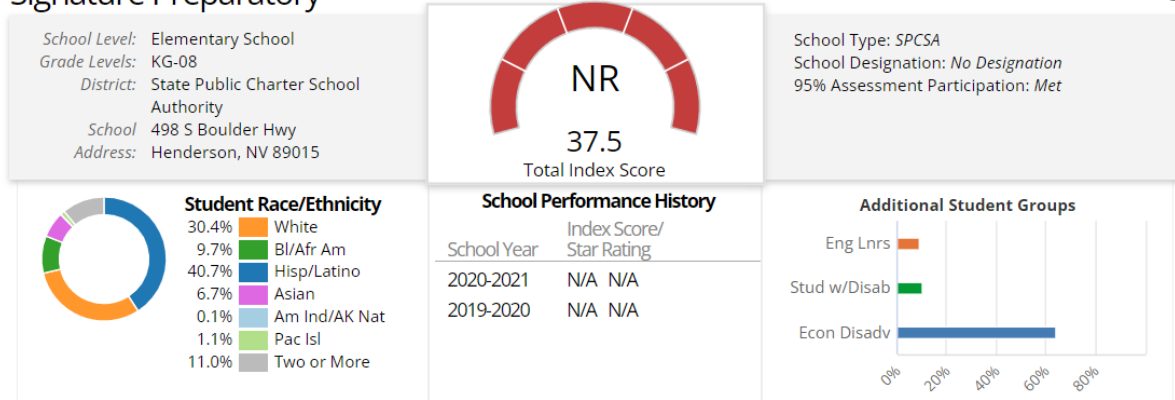 Signature Preparatory
School Level: Elementary School
Grade Levels: KG-08
District: State Public Charter School
Authority
School 498 S Boulder Hwy
Address: Henderson, NV 89015
NR
37.5
Total Index Score
School Type: SPCSA
School Designation: No Designation
95% Assessment Participation: Met
Student Race/Ethnicity
30.4% White
9.7% Bl/Afr Am
40.7% Hisp/Latino
6.7% Asian
0.1% Am Ind/AK Nat
1.1% Pac Isl
11.0% Two or More
School Performance History
Index Score/
School Year Star Rating
2020-2021 N/A N/A
2019-2020 N/A N/A
Additional Student Groups
Eng Lnrs
Stud w/Disab
Econ Disadv
0% 20% 40% 60% 80%